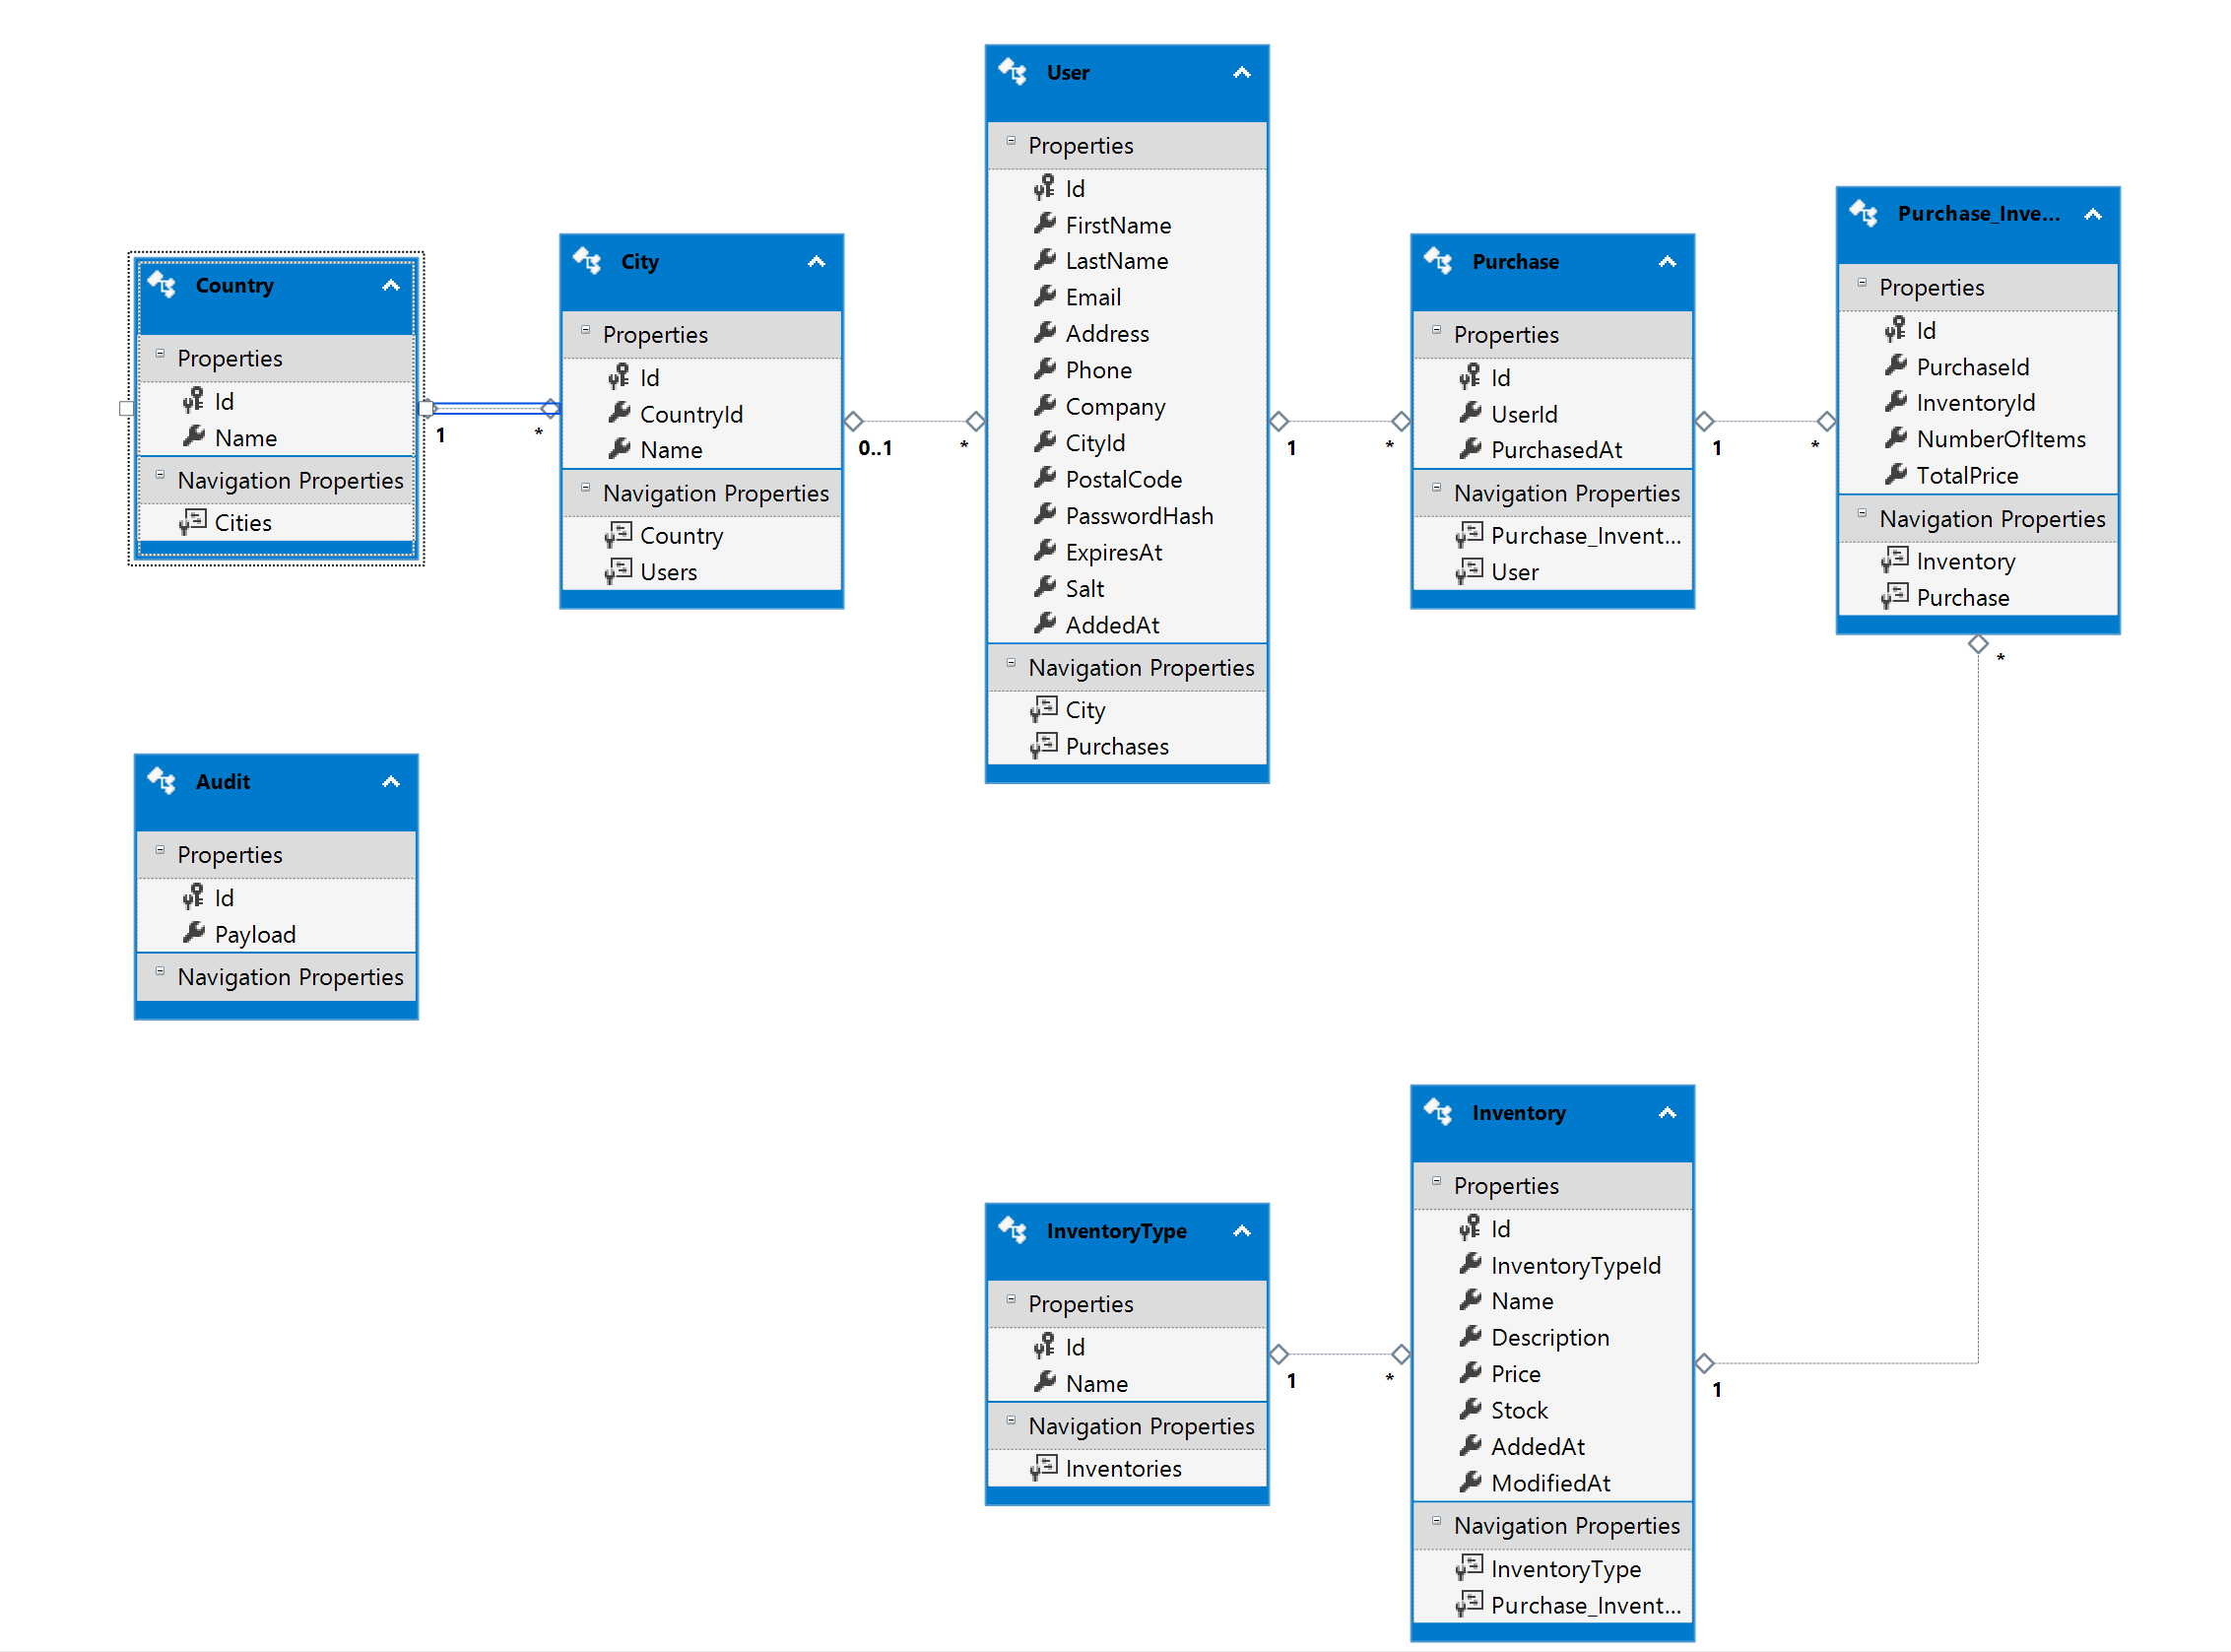 Country
Properties
Id
Name
Navigation Properties
Cities
1
*
City
Properties
Id
CountryId
Name
Navigation Properties
Country
Users
0..1
*
User
Properties
Id
FirstName
LastName
Email
Address
Phone
Company
CityId
PostalCode
PasswordHash
ExpiresAt
Salt
AddedAt
Navigation Properties
City
Purchases
1
*
Purchase
Properties
Id
UserId
PurchasedAt
Navigation Properties
Purchase_Invent...
User
1
*
Purchase_Inve...
Properties
Id
PurchaseId
InventoryId
NumberOfItems
TotalPrice
Navigation Properties
Inventory
Purchase
*
Audit
Properties
Id
Payload
Navigation Properties
InventoryType
Properties
Id
Name
Navigation Properties
Inventories
1
*
Inventory
Properties
Id
InventoryTypeId
Name
Description
Price
Stock
AddedAt
ModifiedAt
Navigation Properties
InventoryType
Purchase_Invent...
1